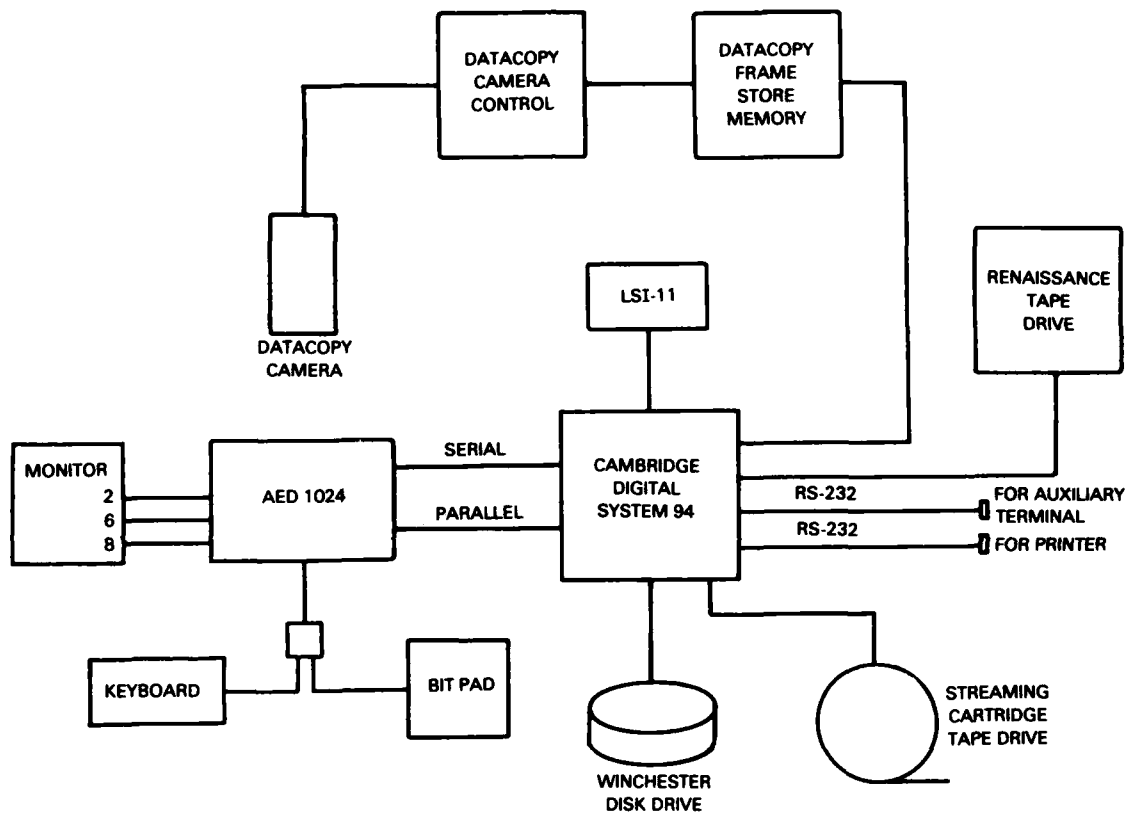 DATACOPY
CAMERA
CONTROL
DATACOPY
FRAME
STORE
MEMORY
DATACOPY
CAMERA
LSI-11
RENAISSANCE
TAPE
DRIVE
MONITOR
2
6
8
AED 1024
SERIAL
PARALLEL
CAMBRIDGE
DIGITAL
SYSTEM 94
RS-232
FOR AUXILIARY
TERMINAL
RS-232
FOR PRINTER
KEYBOARD
BIT PAD
WINCHESTER
DISK DRIVE
STREAMING
CARTRIDGE
TAPE DRIVE